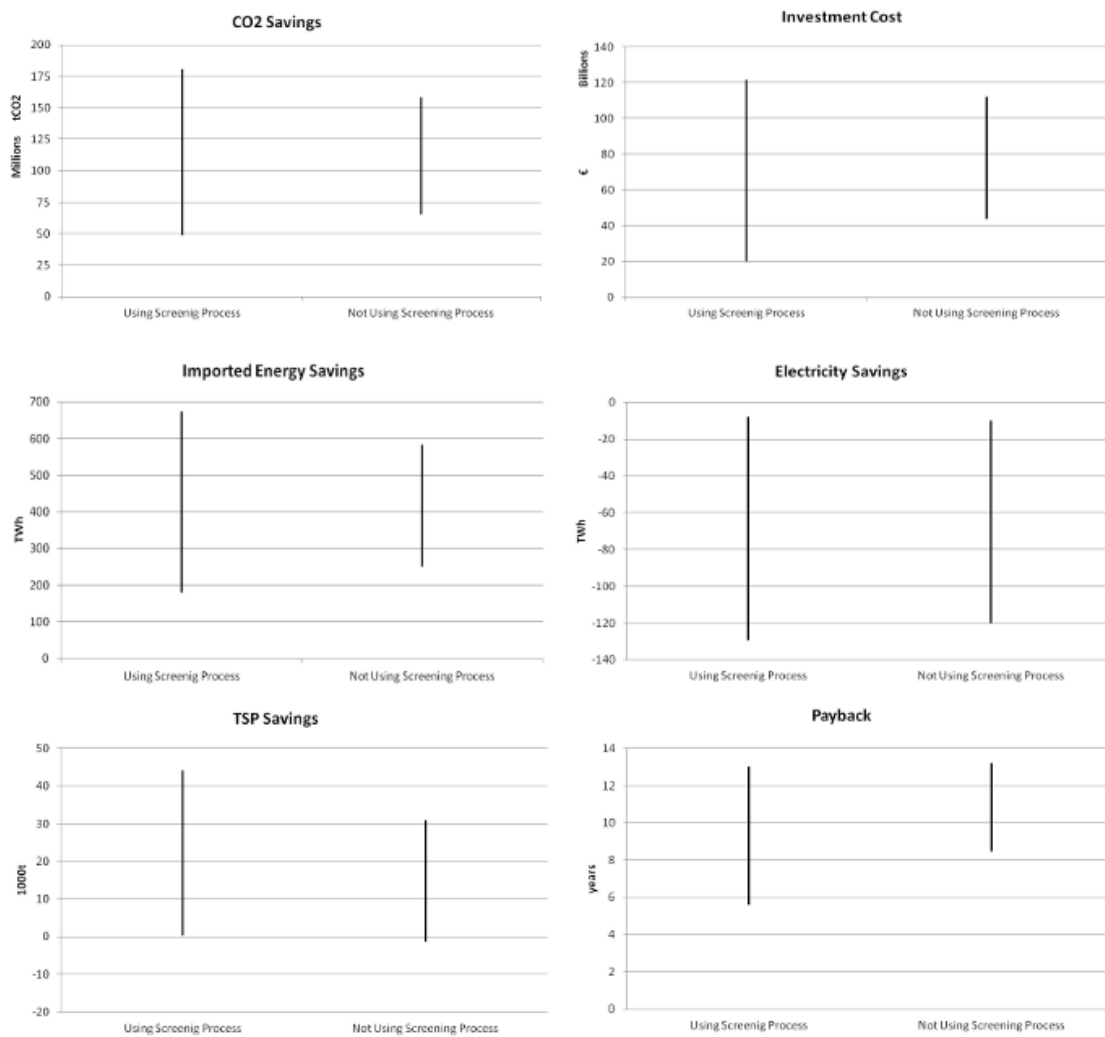 CO2 Savings
Millions tCO2
200
175
150
125
100
75
50
25
0
Using Screenig Process
Not Using Screening Process
Investment Cost
€ Billions
140
120
100
80
60
40
20
0
Using Screenig Process
Not Using Screening Process
Imported Energy Savings
TWh
700
600
500
400
300
200
100
0
Using Screenig Process
Not Using Screening Process
Electricity Savings
TWh
0
-20
-40
-60
-80
-100
-120
-140
Using Screenig Process
Not Using Screening Process
TSP Savings
1000t
50
40
30
20
10
0
-10
-20
Using Screenig Process
Not Using Screening Process
Payback
years
14
12
10
8
6
4
2
0
Using Screenig Process
Not Using Screening Process